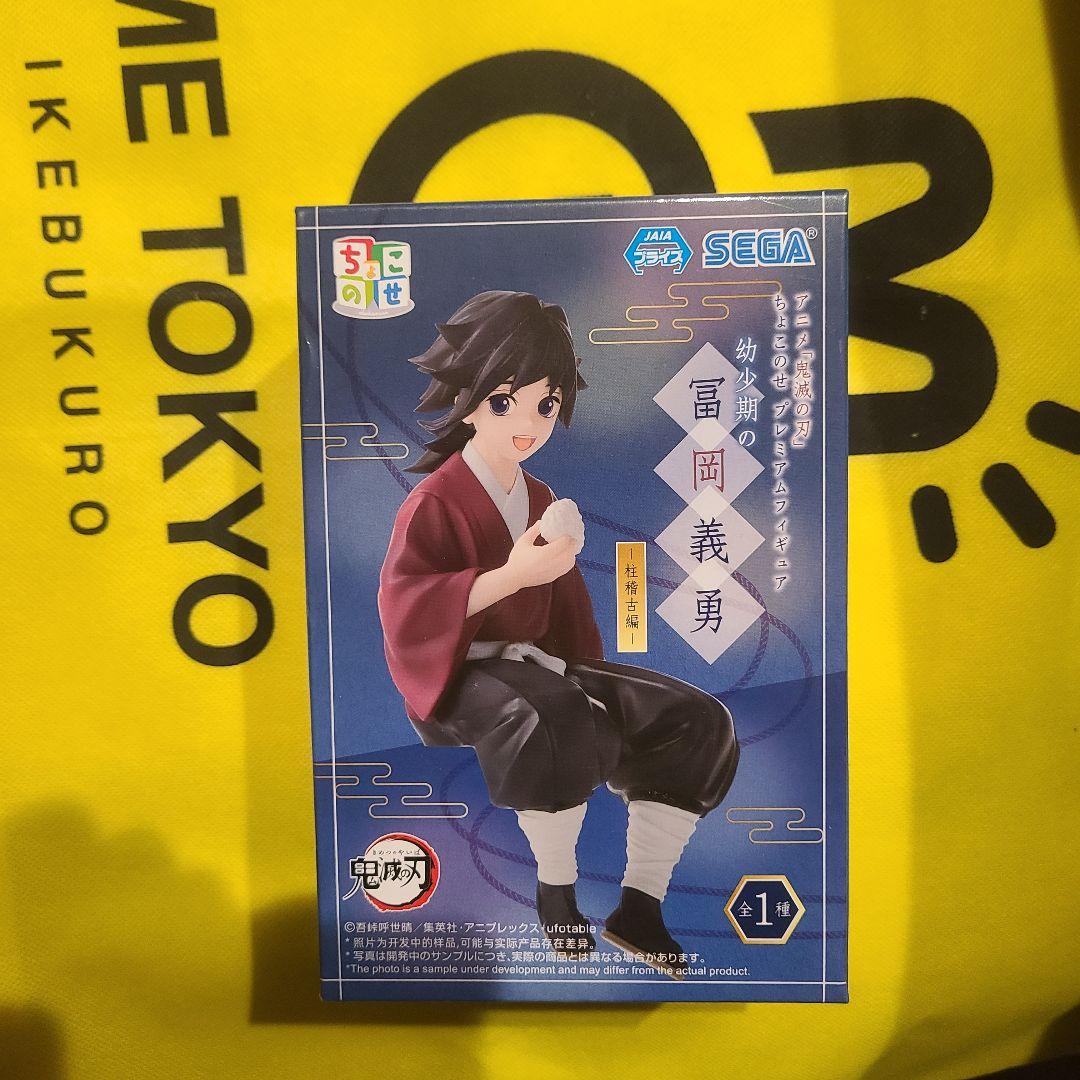 ME TOKYO
IKEBUKURO
ちょこのせ
JAIA
プライズ
SEGA®
アニメ「鬼滅の刃」
ちょこのせ プレミアムフィギュア
幼少期の
冨岡義勇
―柱稽古編―
きめつのやいば
鬼滅の刃
全1種
©吾峠呼世晴／集英社・アニプレックス・ufotable
* 照片为开发中的样品,可能与实际产品存在差异。
* 写真は開発中のサンプルにつき、実際の商品とは異なる場合があります。
*The photo is a sample under development and may differ from the actual product.